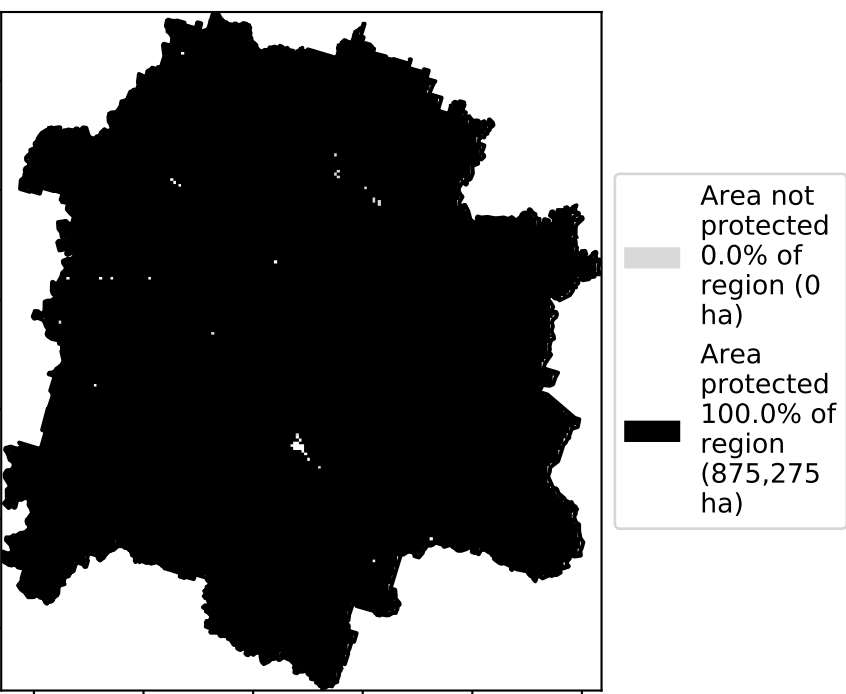 Area not
protected
0.0% of
region (0
ha)
Area
protected
100.0% of
region
(875,275
ha)